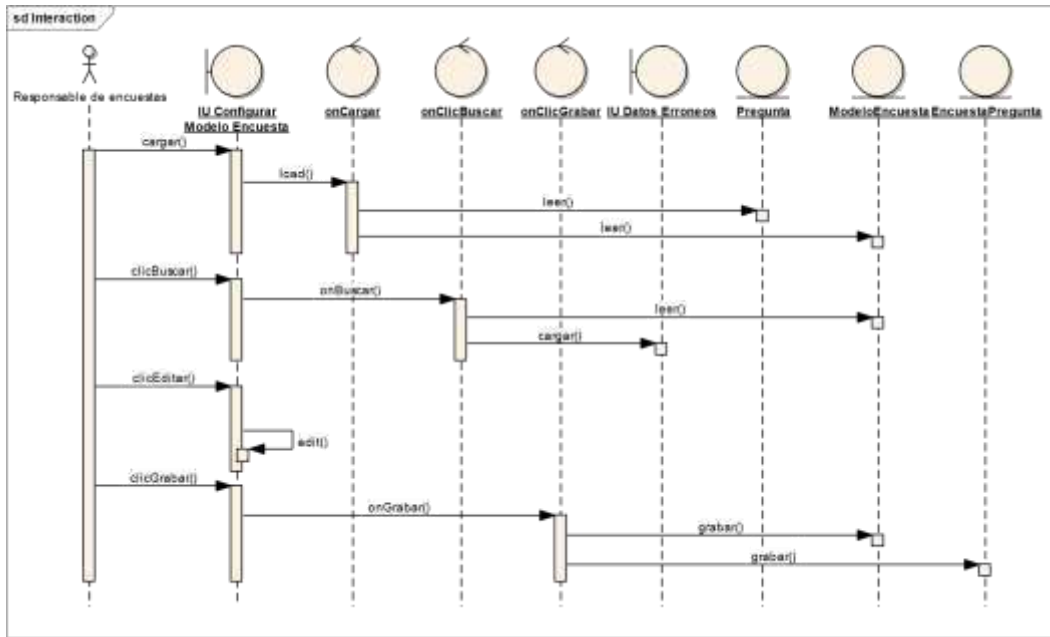 sd Interaction
Responsable de encuestas
IU Configurar
Modelo Encuesta
onCargar
onClicBuscar
onClicGrabar
IU Datos Erroneos
Pregunta
ModeloEncuesta
EncuestaPregunta
cargar()
load()
leer()
leer()
clicBuscar()
onBuscar()
leer()
cargar()
clicEditar()
edit()
clicGrabar()
onGrabar()
grabar()
grabar()